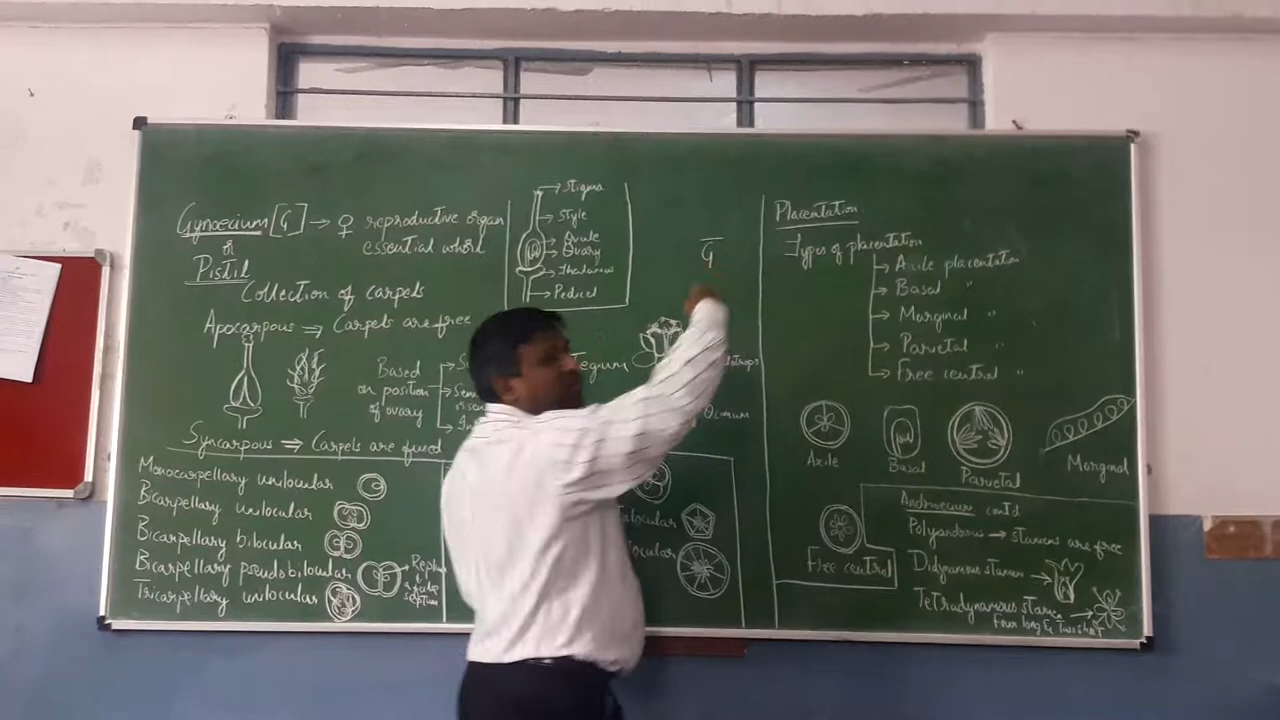 Gynoecium [G] → ♀ reproductive organ
essential whorl
or
Pistil
Collection of carpels
Apocarpous ⇒ Carpels are free
Based
on position
of ovary
Syncarpous ⇒ Carpels are fused
Monocarpellary unilocular
Bicarpellary unilocular
Bicarpellary bilocular
Bicarpellary pseudobilocular
Tricarpellary unilocular
septum
Stigma
Style
Ovule
Ovary
Thalamus
Pedicel
G
Placentation
Types of placentation
Axile placentation
Basal "
Marginal "
Parietal "
Free central "
Axile
Basal
Parietal
Marginal
Free central
Androecium contd
Polyandrous → stamens are free
Didynamous stamen
Tetradynamous stamen
Four long &